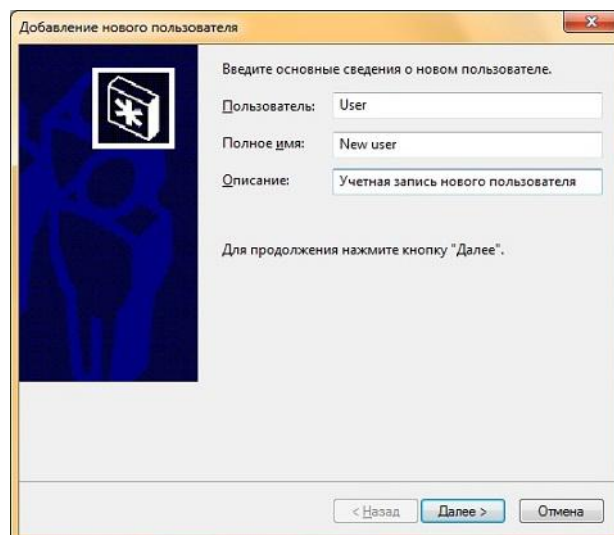 Добавление нового пользователя
Введите основные сведения о новом пользователе.
Пользователь: User
Полное имя: New user
Описание: Учетная запись нового пользователя
Для продолжения нажмите кнопку "Далее".
< Назад Далее > Отмена